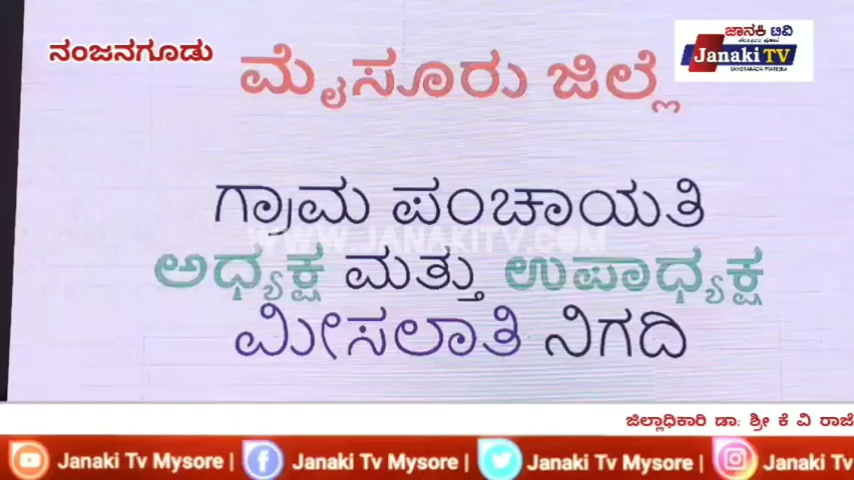 ನಂಜನಗೂಡು
ಜಾನಕಿ ಟಿವಿ
Janaki TV
ಮೈಸೂರು ಜಿಲ್ಲೆ
ಗ್ರಾಮ ಪಂಚಾಯತಿ
WWW.JANAKITV.COM
ಅಧ್ಯಕ್ಷ ಮತ್ತು ಉಪಾಧ್ಯಕ್ಷ
ಮೀಸಲಾತಿ ನಿಗದಿ
ಜಿಲ್ಲಾಧಿಕಾರಿ ಡಾ: ಶ್ರೀ ಕೆ ವಿ ರಾಜೆ
Janaki Tv Mysore | Janaki Tv Mysore | Janaki Tv Mysore | Janaki Tv